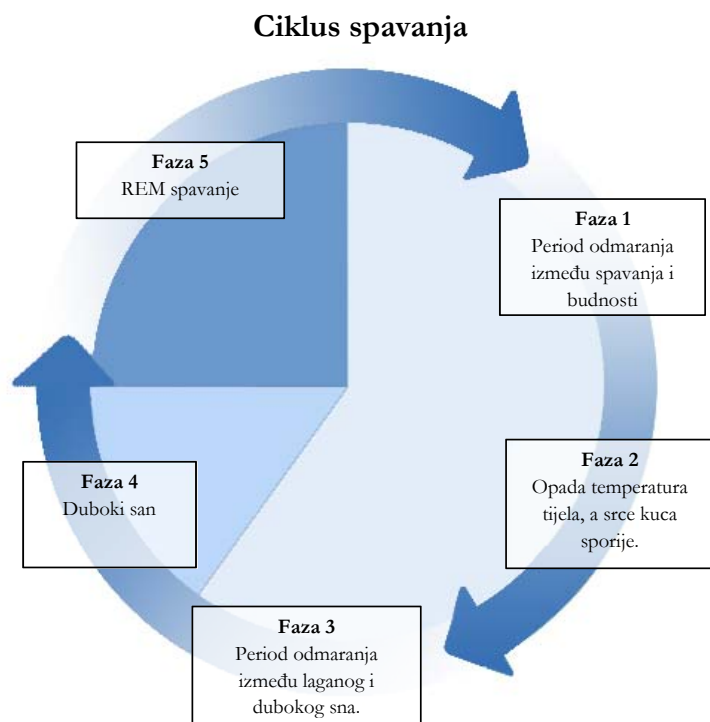 Ciklus spavanja
Faza 5
REM spavanje
Faza 1
Period odmaranja
između spavanja i
budnosti
Faza 2
Opada temperatura
tijela, a srce kuca
sporije.
Faza 4
Duboki san
Faza 3
Period odmaranja
između laganog i
dubokog sna.